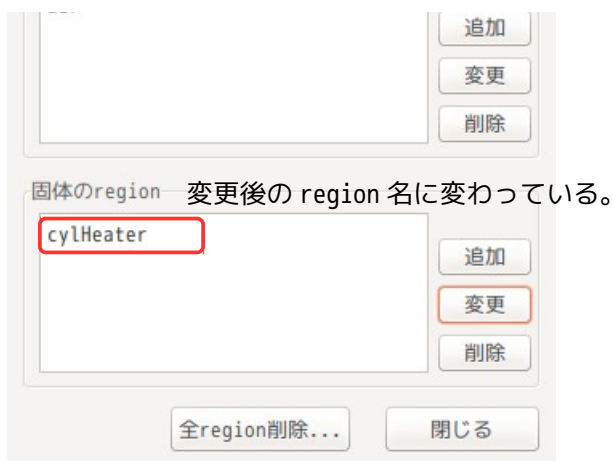 追加
変更
削除
固体のregion 変更後の region 名に変わっている。
cylHeater
追加
変更
削除
全region削除... 閉じる